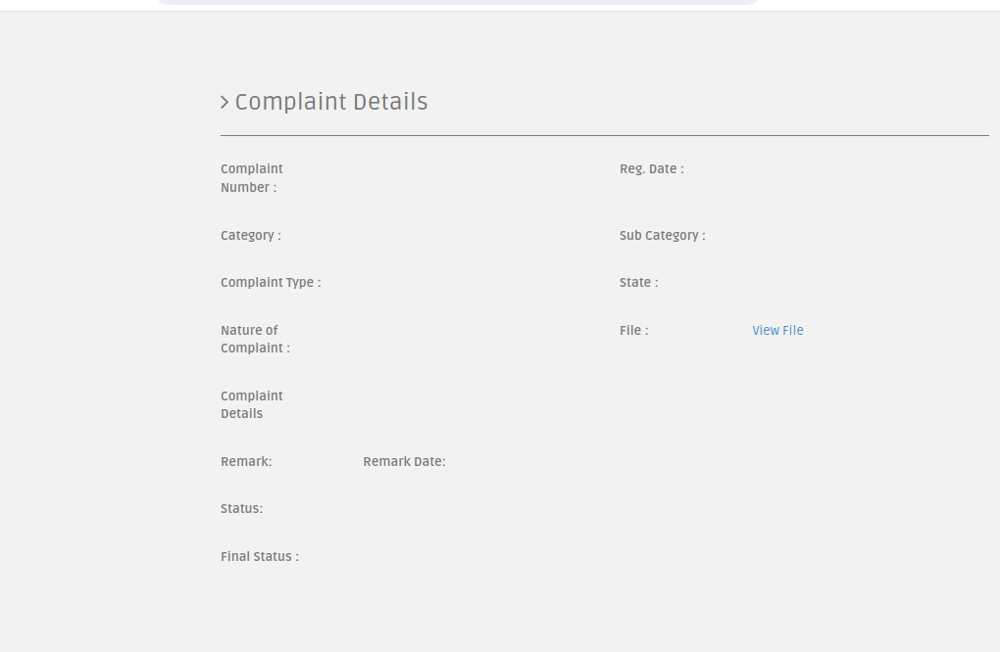 > Complaint Details
Complaint
Number :
Reg. Date :
Category :
Sub Category :
Complaint Type :
State :
Nature of
Complaint :
File :
View File
Complaint
Details
Remark:
Remark Date:
Status:
Final Status :